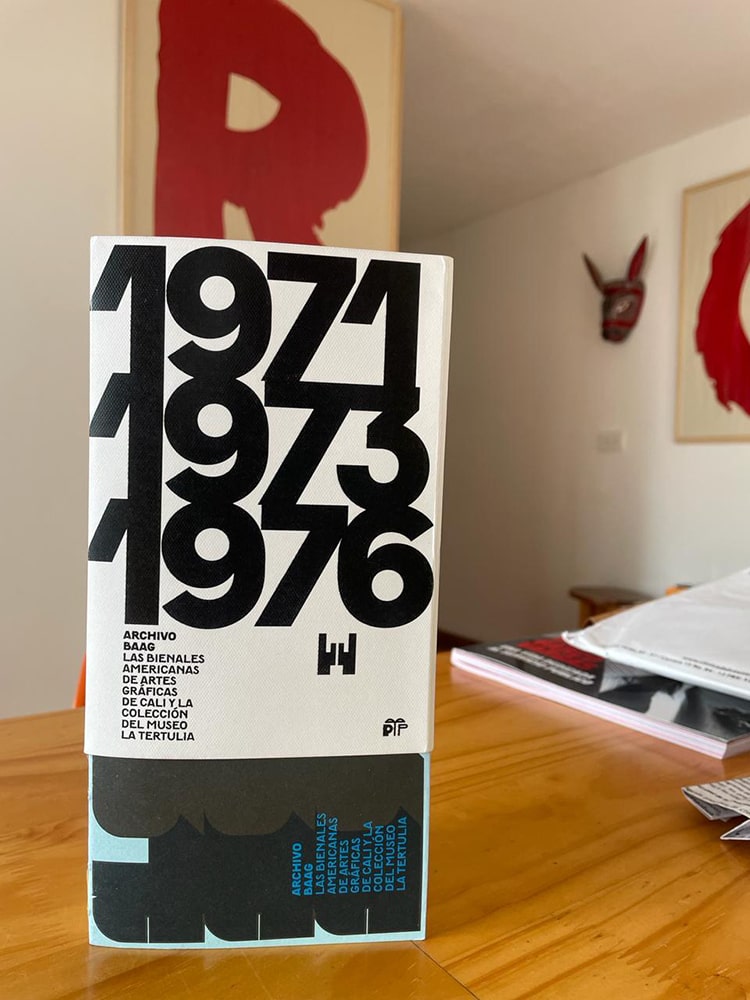 R
1971
1973
1976
ARCHIVO
BAAG
LAS BIENALES
AMERICANAS
DE ARTES
GRÁFICAS
DE CALI Y LA
COLECCIÓN
DEL MUSEO
LA TERTULIA
PTP
ARCHIVO
BAAG
LAS BIENALES
AMERICANAS
DE ARTES
GRÁFICAS
DE CALI Y LA
COLECCIÓN
DEL MUSEO
LA TERTULIA